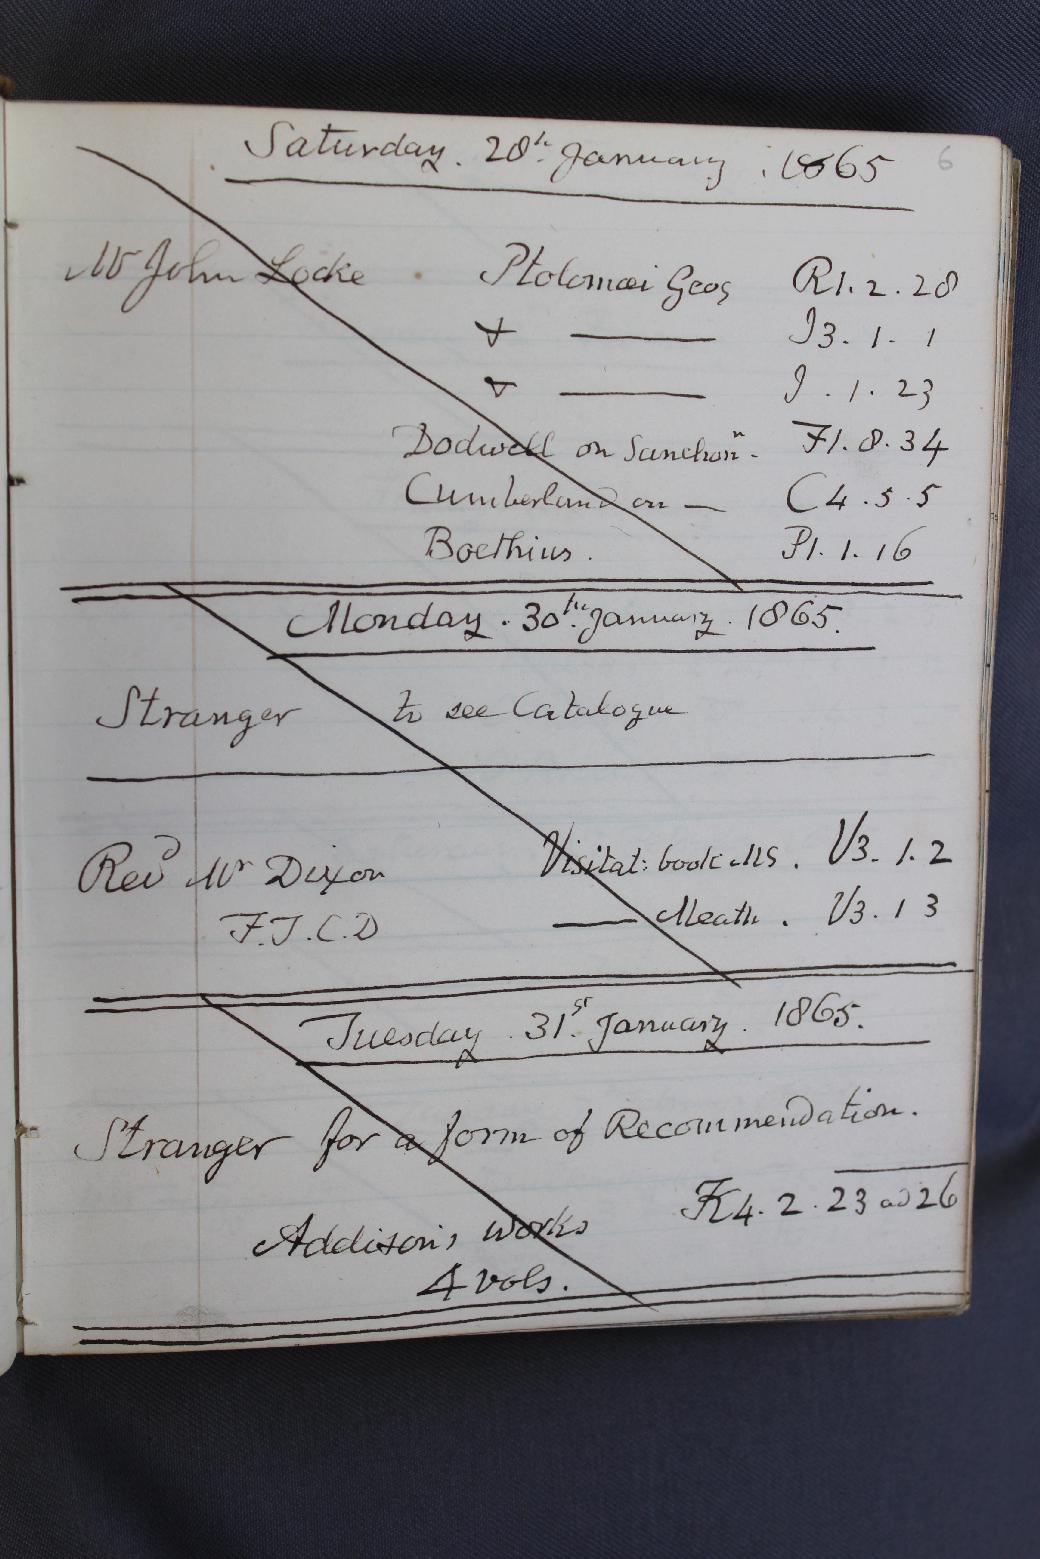 6
Saturday. 28th January. 1865
Mr John Locke Ptolomæi Geog R1.2.28
+ —— J3.1.1
—— J.1.23
Dodwell on Sanchonn. F1.8.34
Cumberland on — C4.5.5
Boethius. P1.1.16
Monday. 30th January. 1865.
Stranger to see Catalogue
Revd Mr Dixon Visitat: book MS. V3.1.2
F.T.C.D —— Meath. V3.1 3
Tuesday. 31st January. 1865.
Stranger for a form of Recommendation.
K4.2.23 ad 26
Addison's works
4 vols.